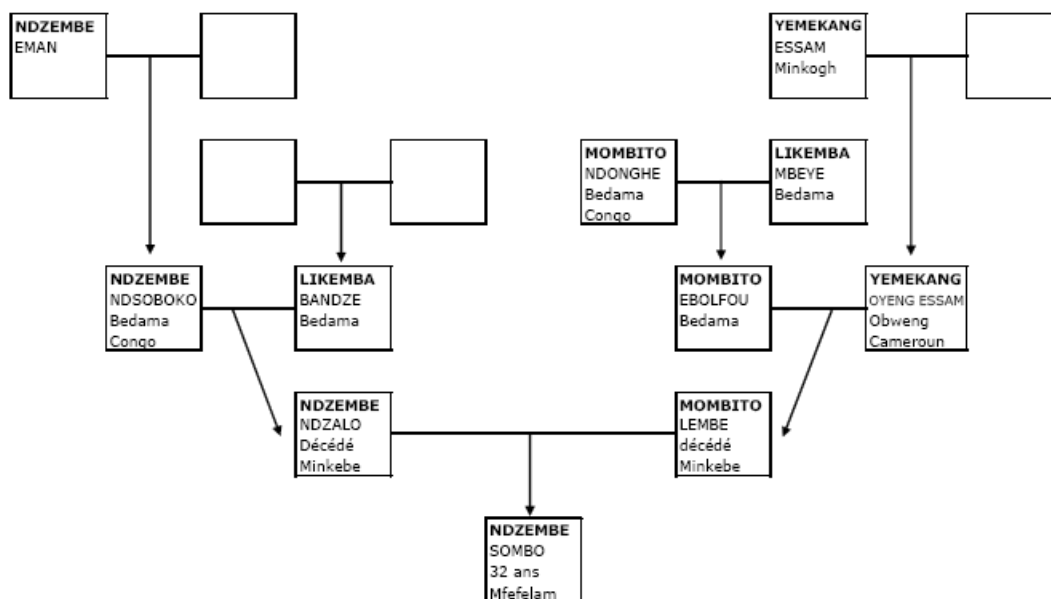 NDZEMBE
EMAN
YEMEKANG
ESSAM
Minkogh
MOMBITO
NDONGHE
Bedama
Congo
LIKEMBA
MBEYE
Bedama
NDZEMBE
NDSOBOKO
Bedama
Congo
LIKEMBA
BANDZE
Bedama
MOMBITO
EBOLFOU
Bedama
YEMEKANG
OYENG ESSAM
Obweng
Cameroun
NDZEMBE
NDZALO
Décédé
Minkebe
MOMBITO
LEMBE
décédé
Minkebe
NDZEMBE
SOMBO
32 ans
Mfefelam